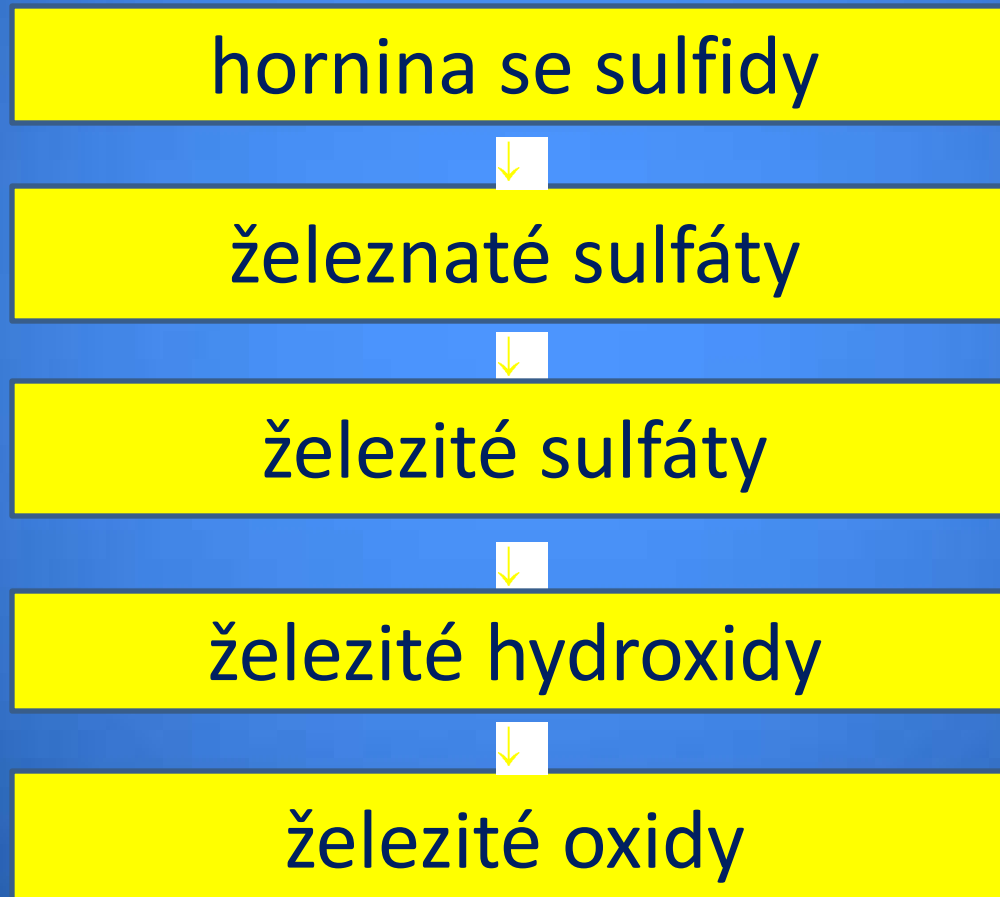 hornina se sulfidy
↓
železnaté sulfáty
↓
železité sulfáty
↓
železité hydroxidy
↓
železité oxidy